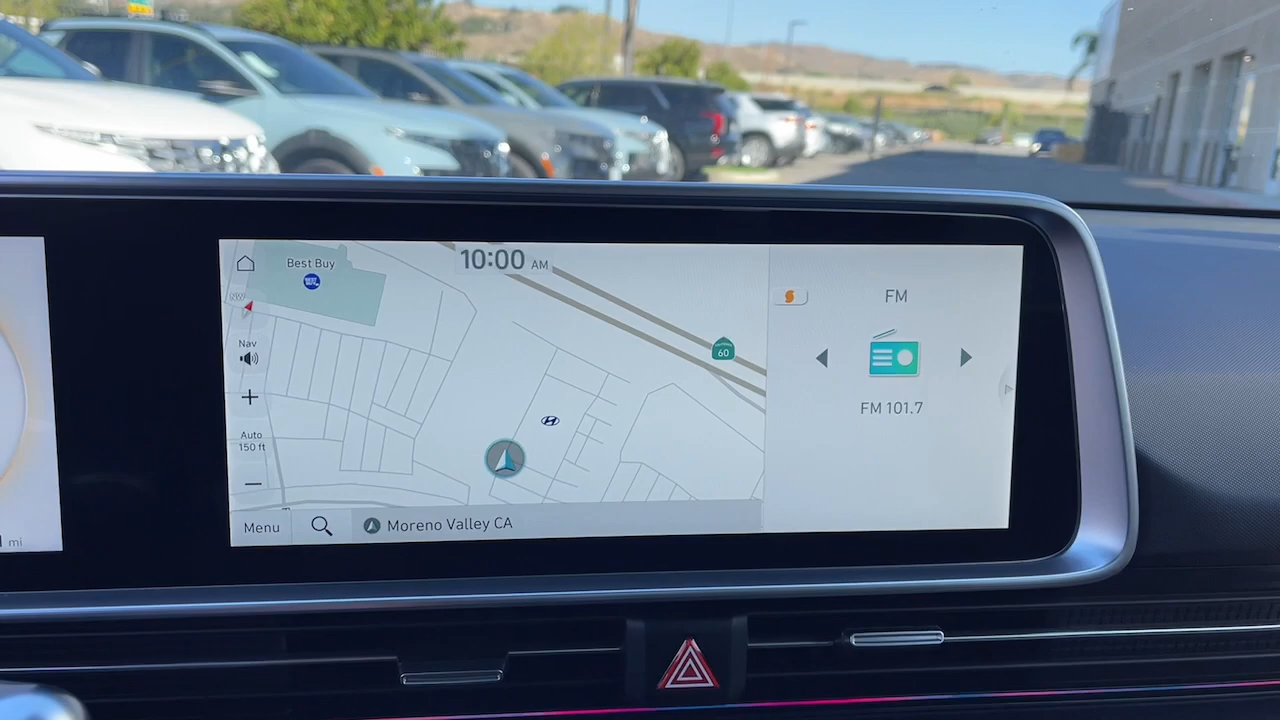 Best Buy
10:00 AM
NW
Nav
60
FM
FM 101.7
Auto
150 ft
Menu
Moreno Valley CA
mi